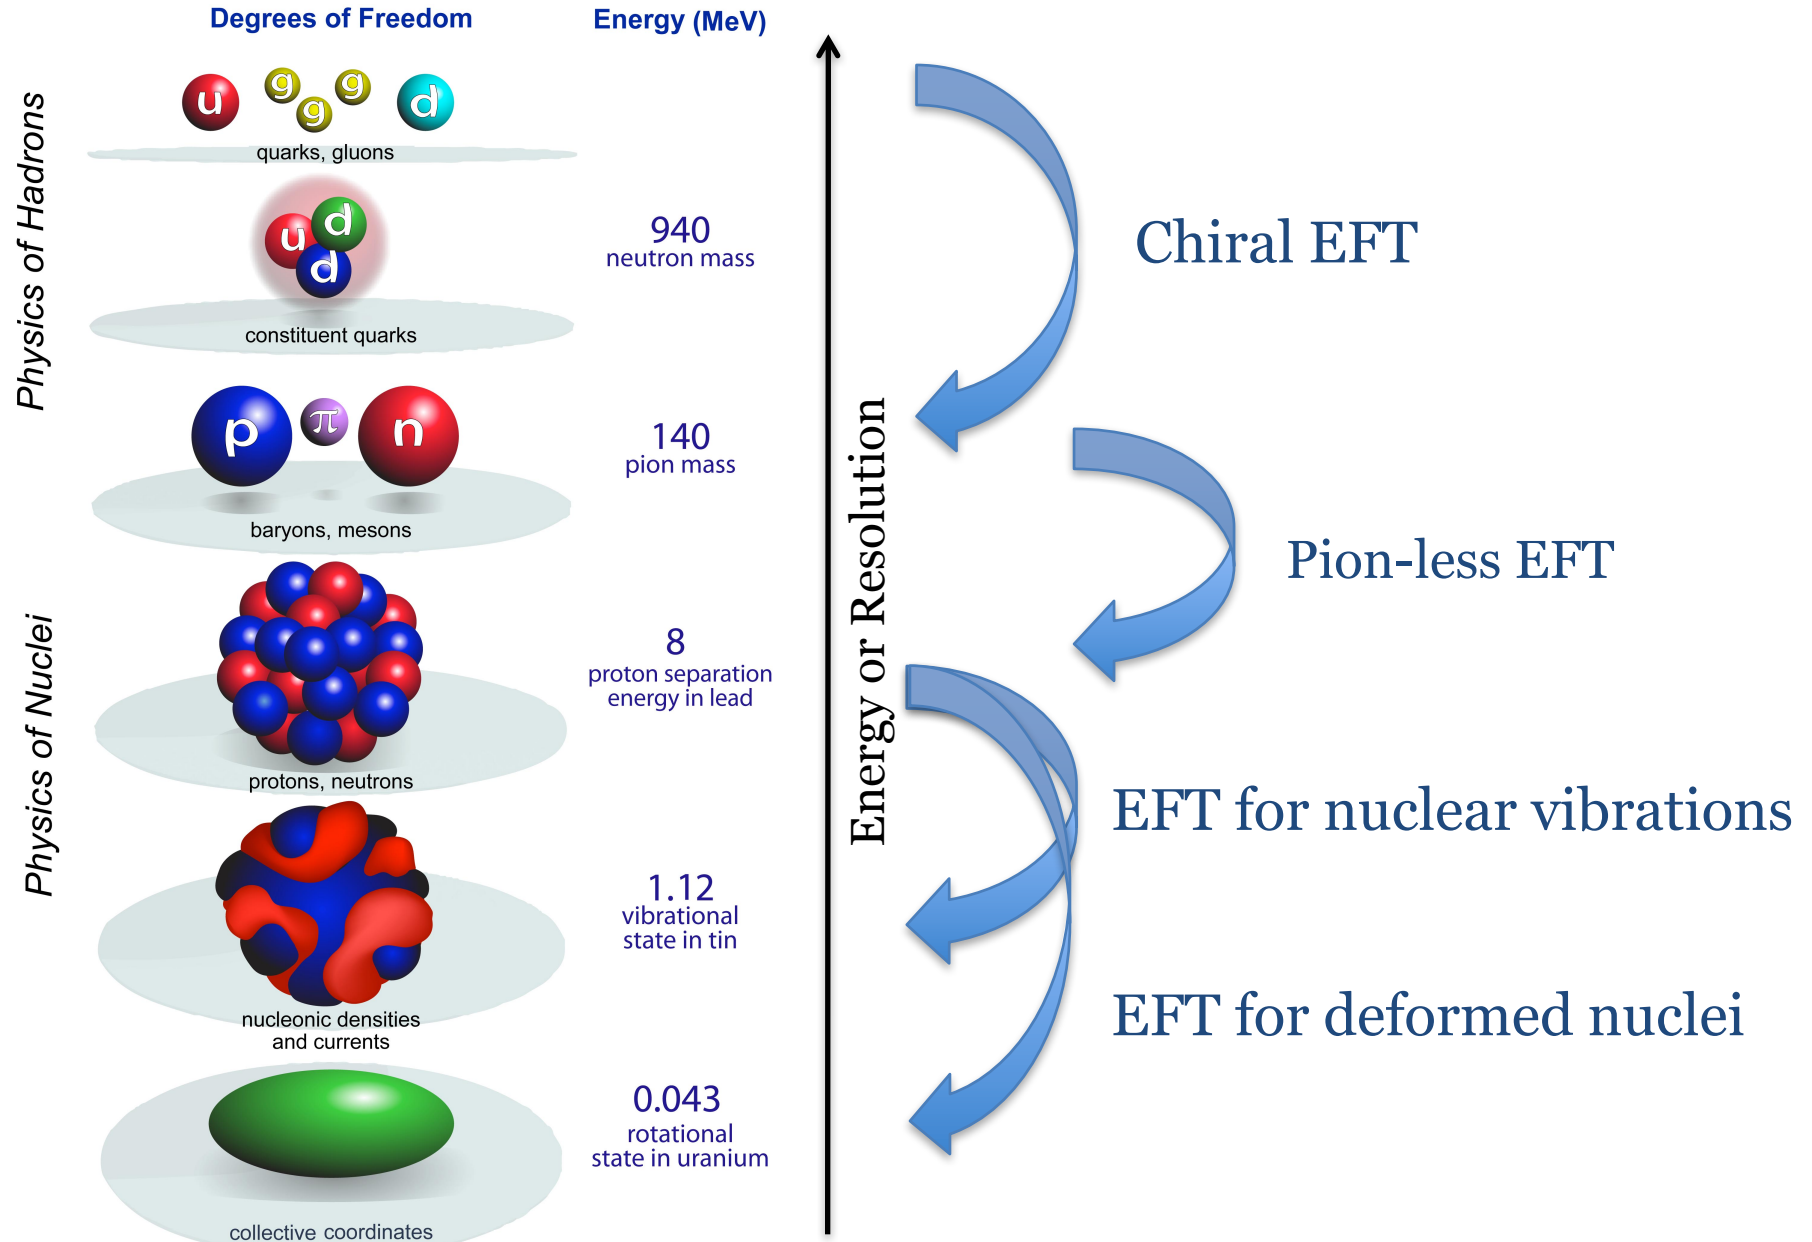 Degrees of Freedom
Energy (MeV)
Physics of Hadrons
u g g g d
quarks, gluons
u d d
constituent quarks
940
neutron mass
p π n
baryons, mesons
140
pion mass
Physics of Nuclei
protons, neutrons
8
proton separation
energy in lead
nucleonic densities
and currents
1.12
vibrational
state in tin
collective coordinates
0.043
rotational
state in uranium
Energy or Resolution
Chiral EFT
Pion-less EFT
EFT for nuclear vibrations
EFT for deformed nuclei